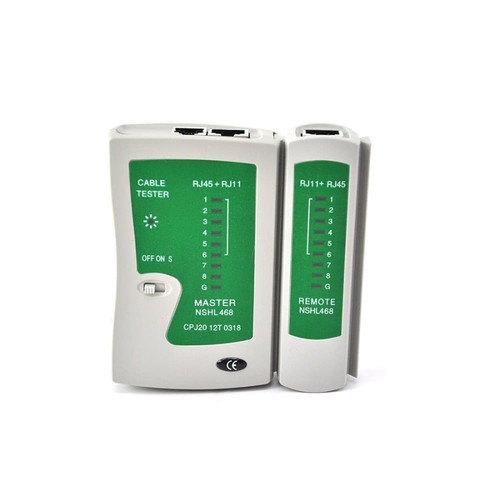 CABLE
TESTER
RJ45 + RJ11
1
2
3
4
5
6
7
8
G
OFF ON S
MASTER
NSHL468
CPJ20 12T 0318
CE
RJ11+ RJ45
1
2
3
4
5
6
7
8
G
REMOTE
NSHL468